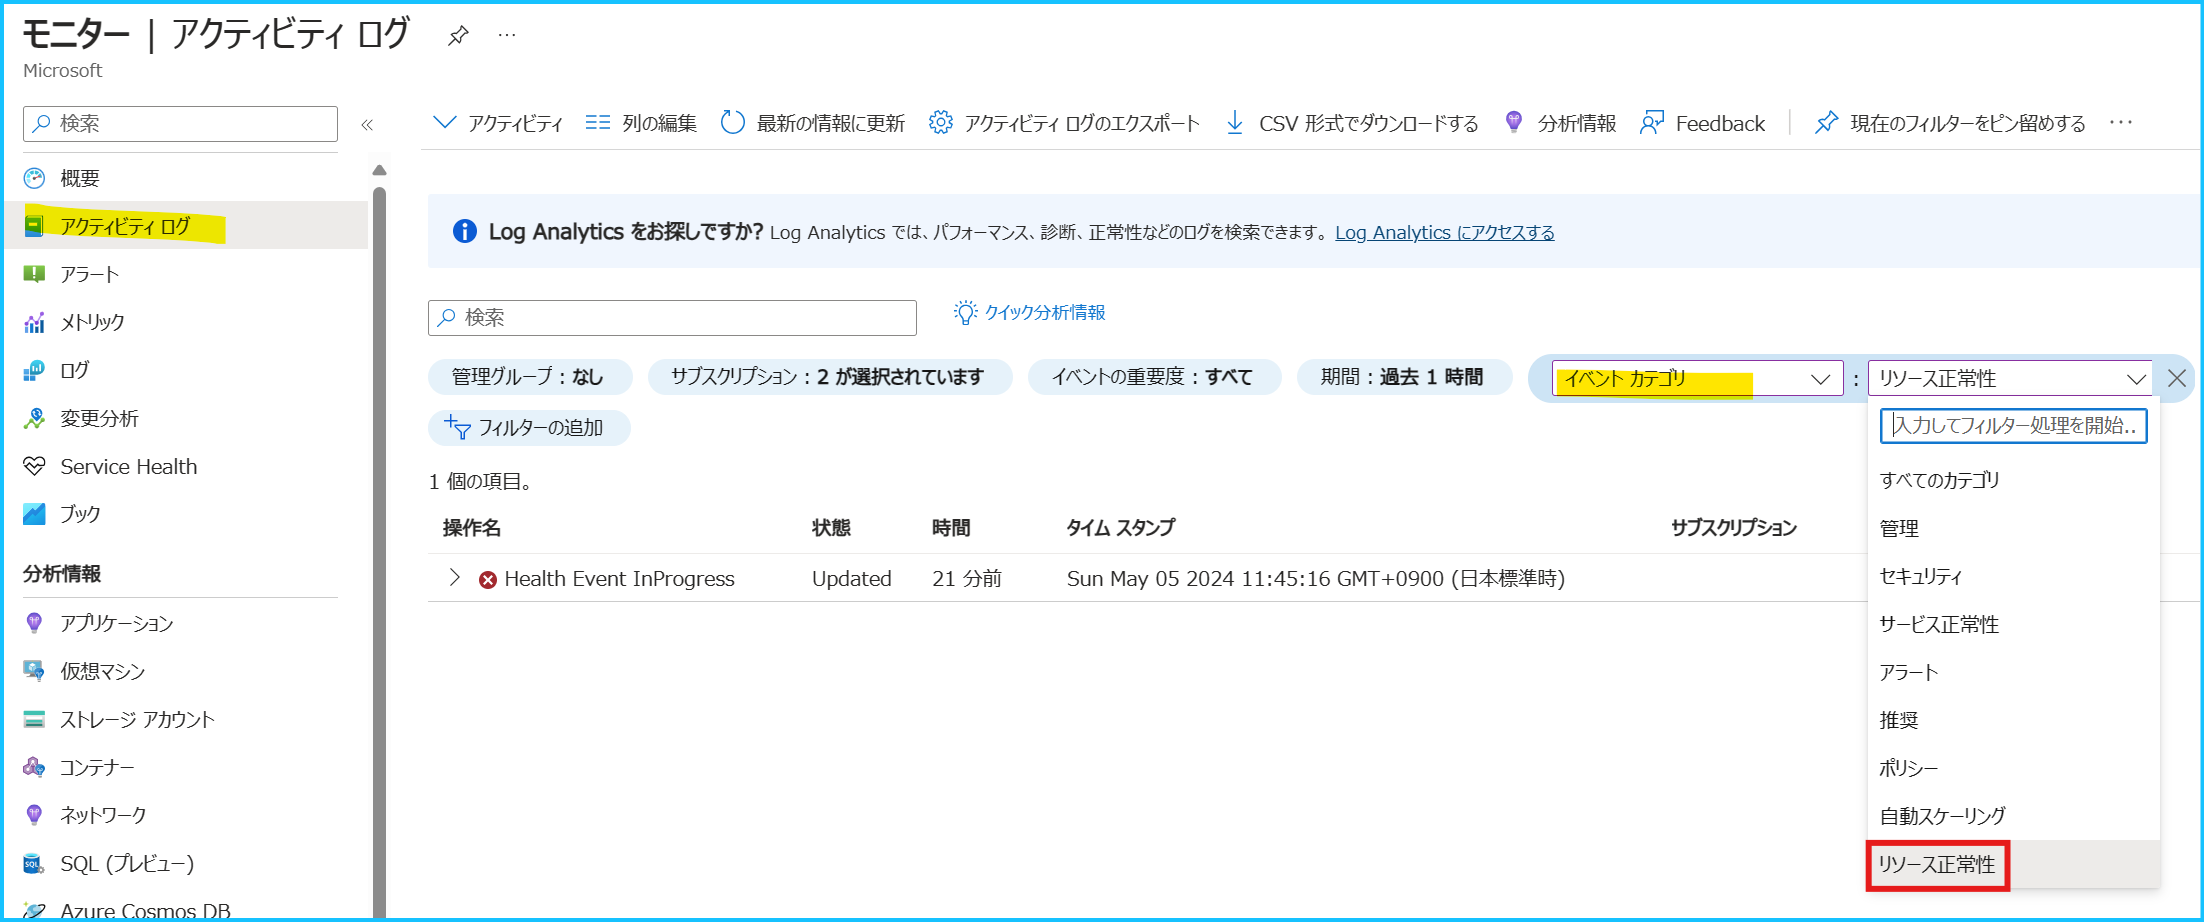 モニター | アクティビティ ログ
Microsoft
検索
概要
アクティビティ ログ
アラート
メトリック
ログ
変更分析
Service Health
ブック
分析情報
アプリケーション
仮想マシン
ストレージ アカウント
コンテナー
ネットワーク
SQL (プレビュー)
Azure Cosmos DB
アクティビティ 列の編集 最新の情報に更新 アクティビティ ログのエクスポート CSV 形式でダウンロードする 分析情報 Feedback 現在のフィルターをピン留めする
Log Analytics をお探しですか? Log Analytics では、パフォーマンス、診断、正常性などのログを検索できます。 Log Analytics にアクセスする
検索 クイック分析情報
管理グループ : なし サブスクリプション : 2 が選択されています イベントの重要度 : すべて 期間 : 過去 1 時間 イベント カテゴリ : リソース正常性
フィルターの追加
1 個の項目。
操作名 状態 時間 タイム スタンプ サブスクリプション
Health Event InProgress Updated 21 分前 Sun May 05 2024 11:45:16 GMT+0900 (日本標準時)
入力してフィルター処理を開始..
すべてのカテゴリ
管理
セキュリティ
サービス正常性
アラート
推奨
ポリシー
自動スケーリング
リソース正常性